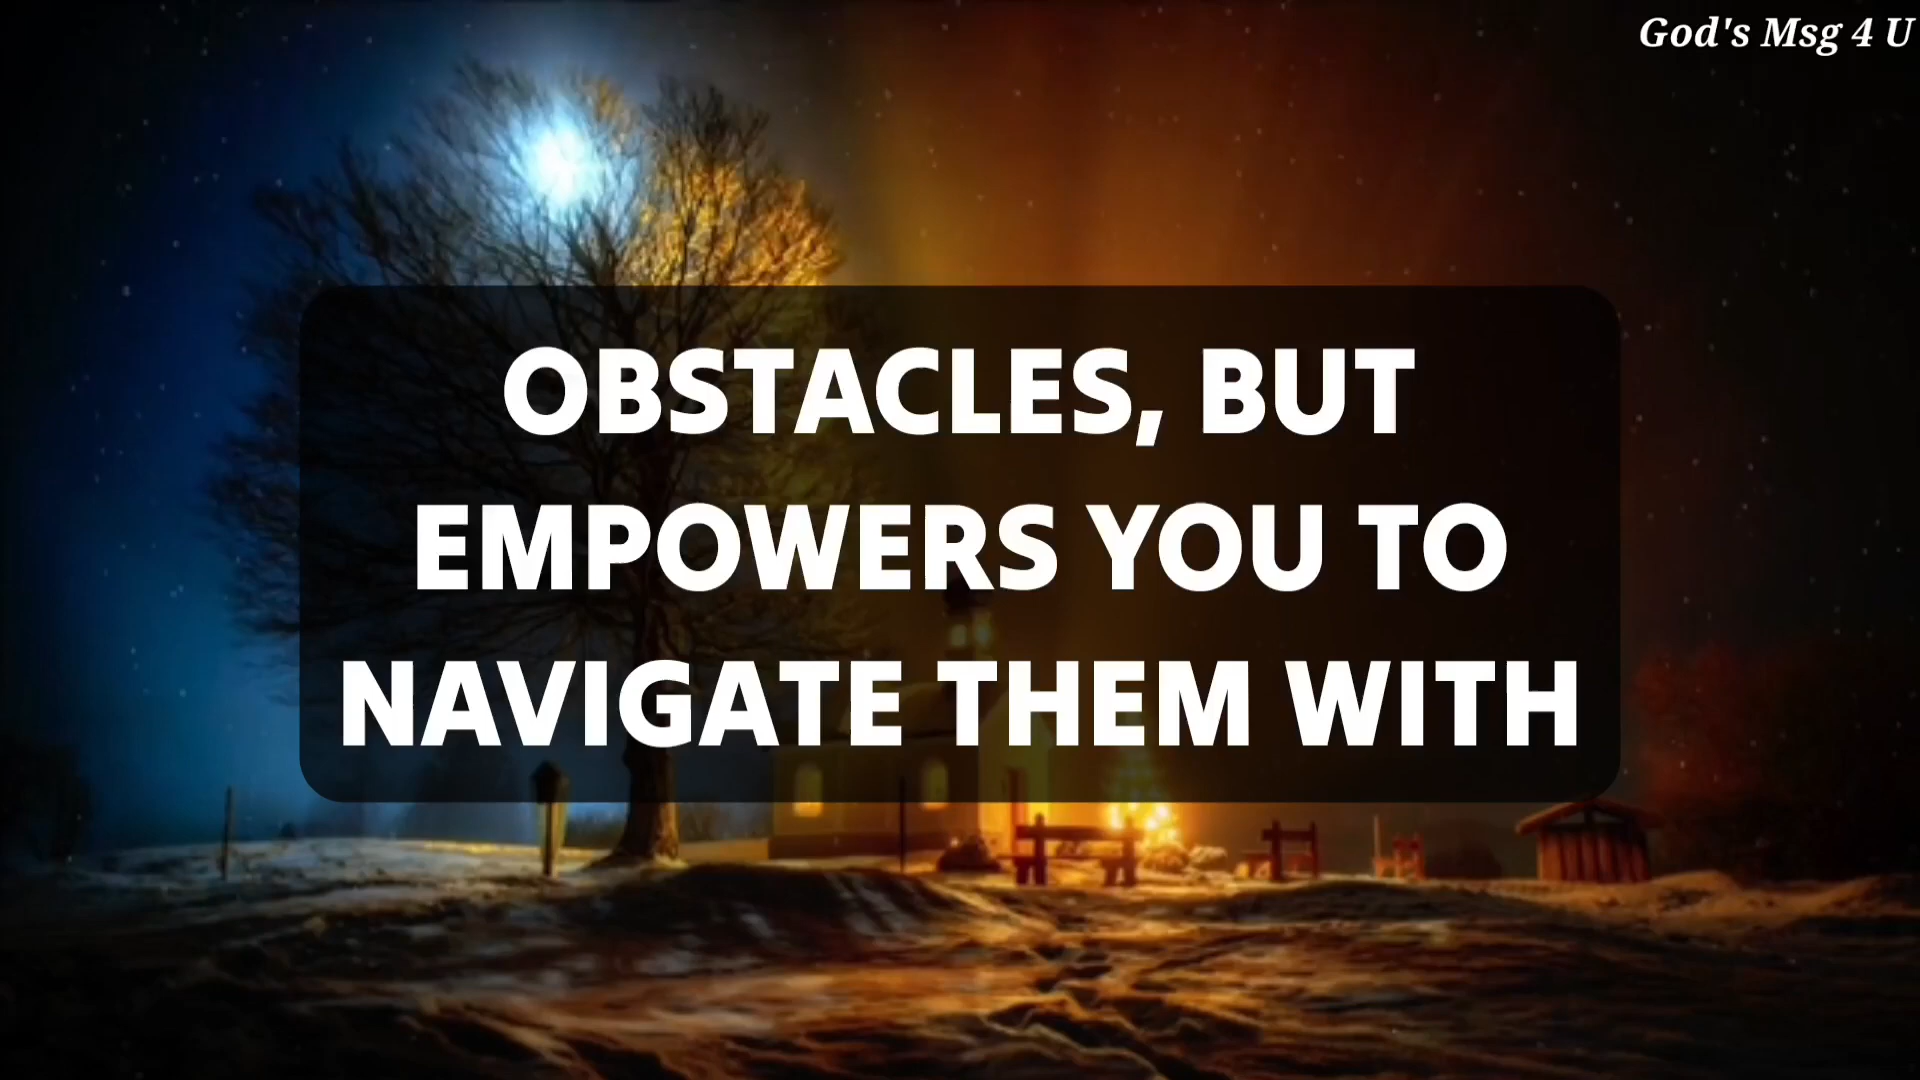 God's Msg 4 U
OBSTACLES, BUT
EMPOWERS YOU TO
NAVIGATE THEM WITH